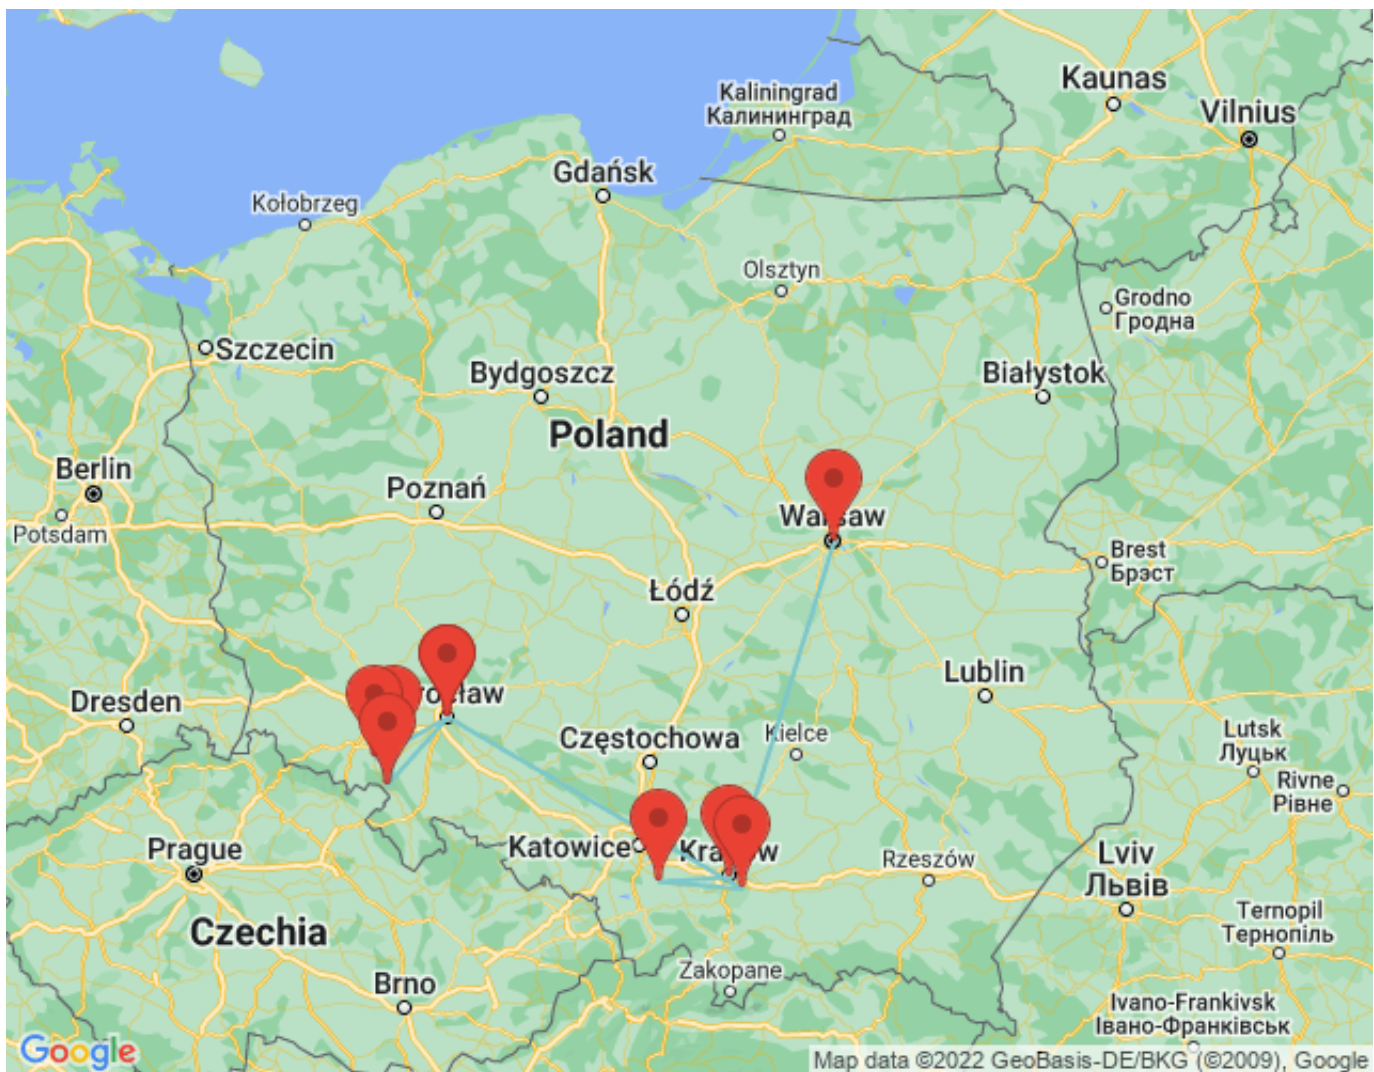 Kaunas
Kaliningrad
Калининград
Vilnius
Gdańsk
Kołobrzeg
Olsztyn
Grodno
Гродна
Szczecin
Bydgoszcz
Białystok
Poland
Berlin
Poznań
Potsdam
Warsaw
Brest
Брэст
Łódź
Lublin
Dresden
Częstochowa
Kielce
Lutsk
Луцьк
Rivne
Рівне
Katowice
Prague
Rzeszów
Lviv
Львів
Czechia
Ternopil
Тернопіль
Zakopane
Brno
Ivano-Frankivsk
Івано-Франківськ
Google
Map data ©2022 GeoBasis-DE/BKG (©2009), Google